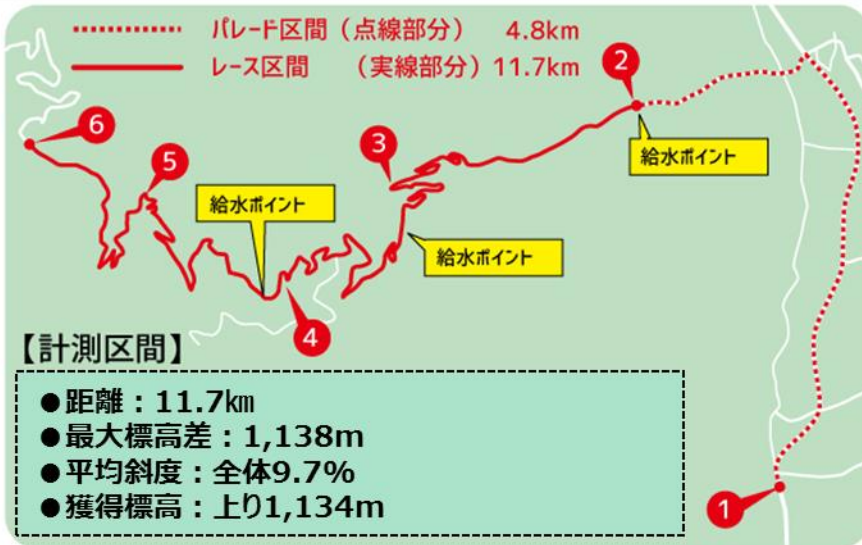 パレード区間（点線部分） 4.8km
レース区間 （実線部分）11.7km
2
6
3
給水ポイント
5
給水ポイント
給水ポイント
4
【計測区間】
●距離：11.7㎞
●最大標高差：1,138m
●平均斜度：全体9.7%
●獲得標高：上り1,134m
1